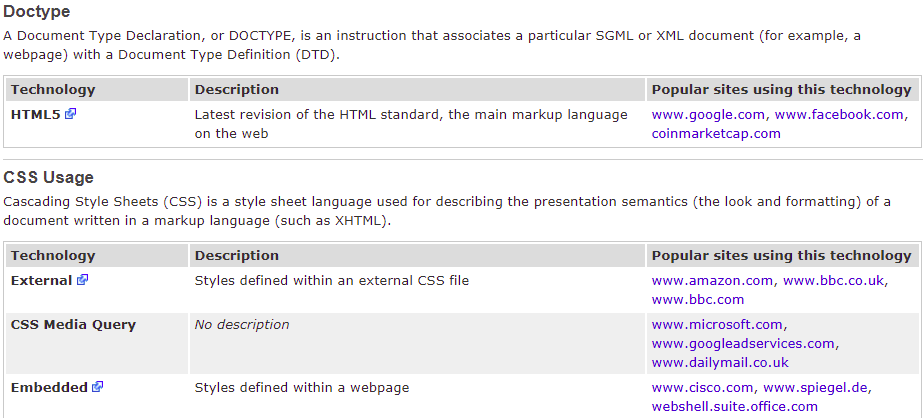 Doctype
A Document Type Declaration, or DOCTYPE, is an instruction that associates a particular SGML or XML document (for example, a
webpage) with a Document Type Definition (DTD).
Technology Description Popular sites using this technology
HTML5 Latest revision of the HTML standard, the main markup language www.google.com, www.facebook.com,
on the web coinmarketcap.com
CSS Usage
Cascading Style Sheets (CSS) is a style sheet language used for describing the presentation semantics (the look and formatting) of a
document written in a markup language (such as XHTML).
Technology Description Popular sites using this technology
External Styles defined within an external CSS file www.amazon.com, www.bbc.co.uk,
www.bbc.com
CSS Media Query No description www.microsoft.com,
www.googleadservices.com,
www.dailymail.co.uk
Embedded Styles defined within a webpage www.cisco.com, www.spiegel.de,
webshell.suite.office.com